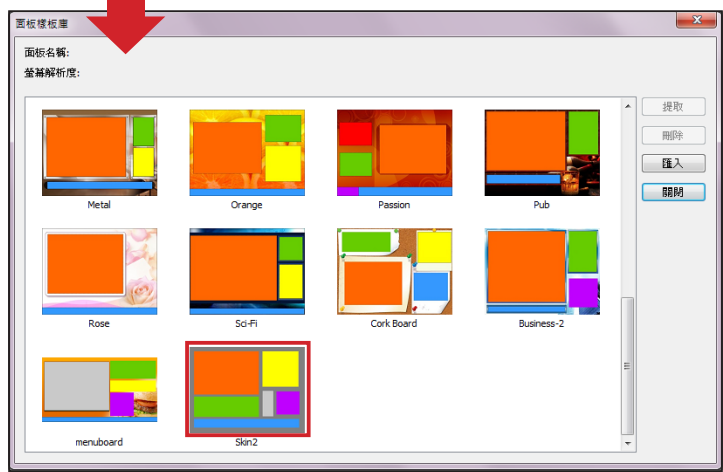 面板樣板庫
面板名稱:
螢幕解析度:
提取
刪除
匯入
關閉
Metal
Orange
Passion
Pub
Rose
Sci-Fi
Cork Board
Business-2
menuboard
Skin2